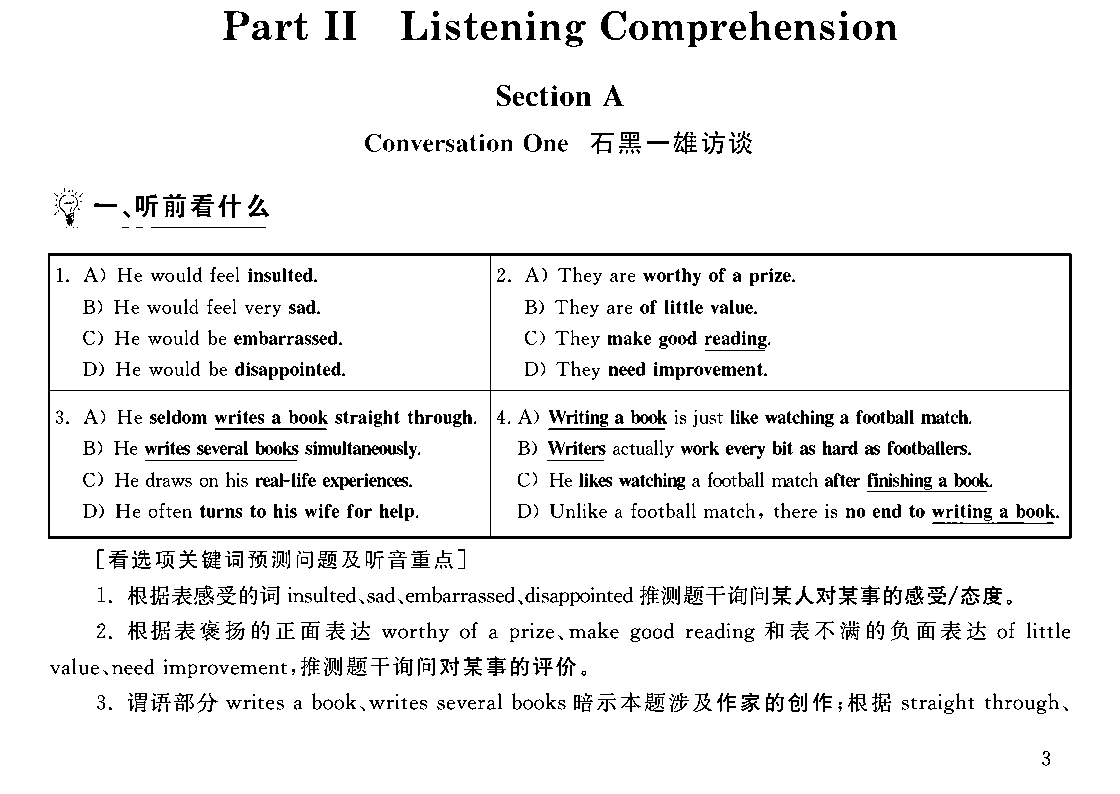 Part II Listening Comprehension
Section A
Conversation One 石黑一雄访谈
一、听前看什么
1. A) He would feel insulted.
B) He would feel very sad.
C) He would be embarrassed.
D) He would be disappointed.
2. A) They are worthy of a prize.
B) They are of little value.
C) They make good reading.
D) They need improvement.
3. A) He seldom writes a book straight through.
B) He writes several books simultaneously.
C) He draws on his real-life experiences.
D) He often turns to his wife for help.
4. A) Writing a book is just like watching a football match.
B) Writers actually work every bit as hard as footballers.
C) He likes watching a football match after finishing a book.
D) Unlike a football match, there is no end to writing a book.
[看选项关键词预测问题及听音重点]
1. 根据表感受的词 insulted、sad、embarrassed、disappointed 推测题干询问某人对某事的感受/态度。
2. 根据表褒扬的正面表达 worthy of a prize、make good reading 和表不满的负面表达 of little
value、need improvement,推测题干询问对某事的评价。
3. 谓语部分 writes a book、writes several books 暗示本题涉及作家的创作;根据 straight through、
3